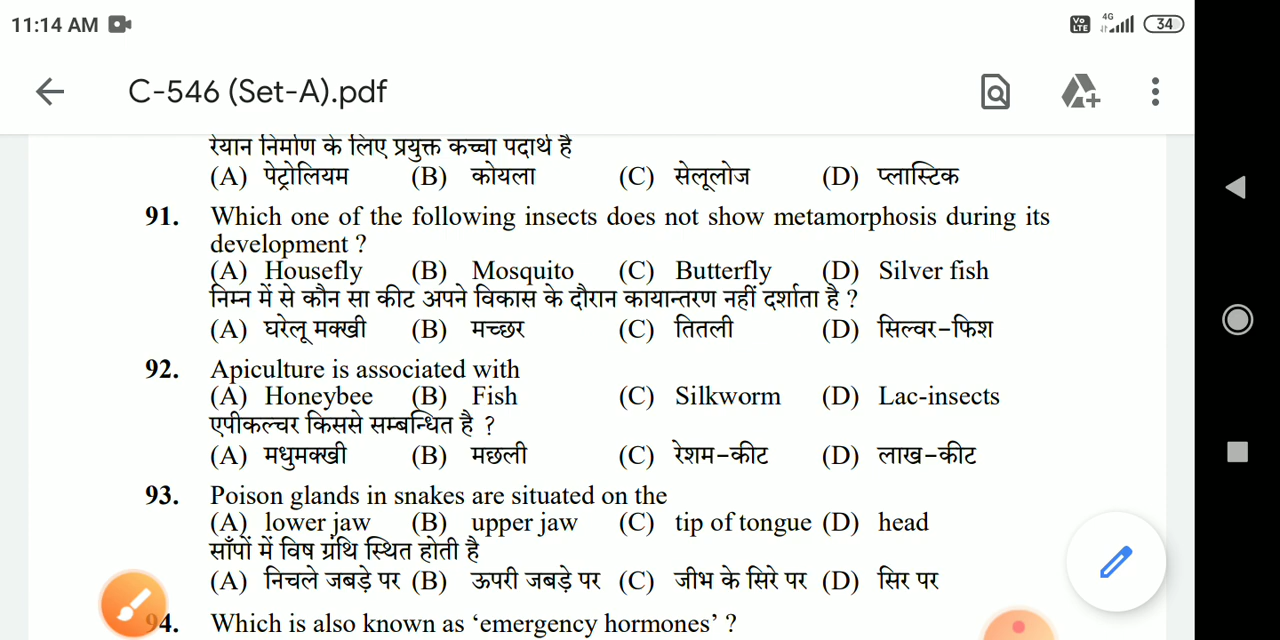 11:14 AM
Vo LTE 4G 34
C-546 (Set-A).pdf
रेयान निर्माण के लिए प्रयुक्त कच्चा पदार्थ है
(A) पेट्रोलियम (B) कोयला (C) सेलूलोज (D) प्लास्टिक
91. Which one of the following insects does not show metamorphosis during its
development ?
(A) Housefly (B) Mosquito (C) Butterfly (D) Silver fish
निम्न में से कौन सा कीट अपने विकास के दौरान कायान्तरण नहीं दर्शाता है ?
(A) घरेलू मक्खी (B) मच्छर (C) तितली (D) सिल्वर-फिश
92. Apiculture is associated with
(A) Honeybee (B) Fish (C) Silkworm (D) Lac-insects
एपीकल्चर किससे सम्बन्धित है ?
(A) मधुमक्खी (B) मछली (C) रेशम-कीट (D) लाख-कीट
93. Poison glands in snakes are situated on the
(A) lower jaw (B) upper jaw (C) tip of tongue (D) head
साँपों में विष ग्रंथि स्थित होती है
(A) निचले जबड़े पर (B) ऊपरी जबड़े पर (C) जीभ के सिरे पर (D) सिर पर
94. Which is also known as ‘emergency hormones’ ?